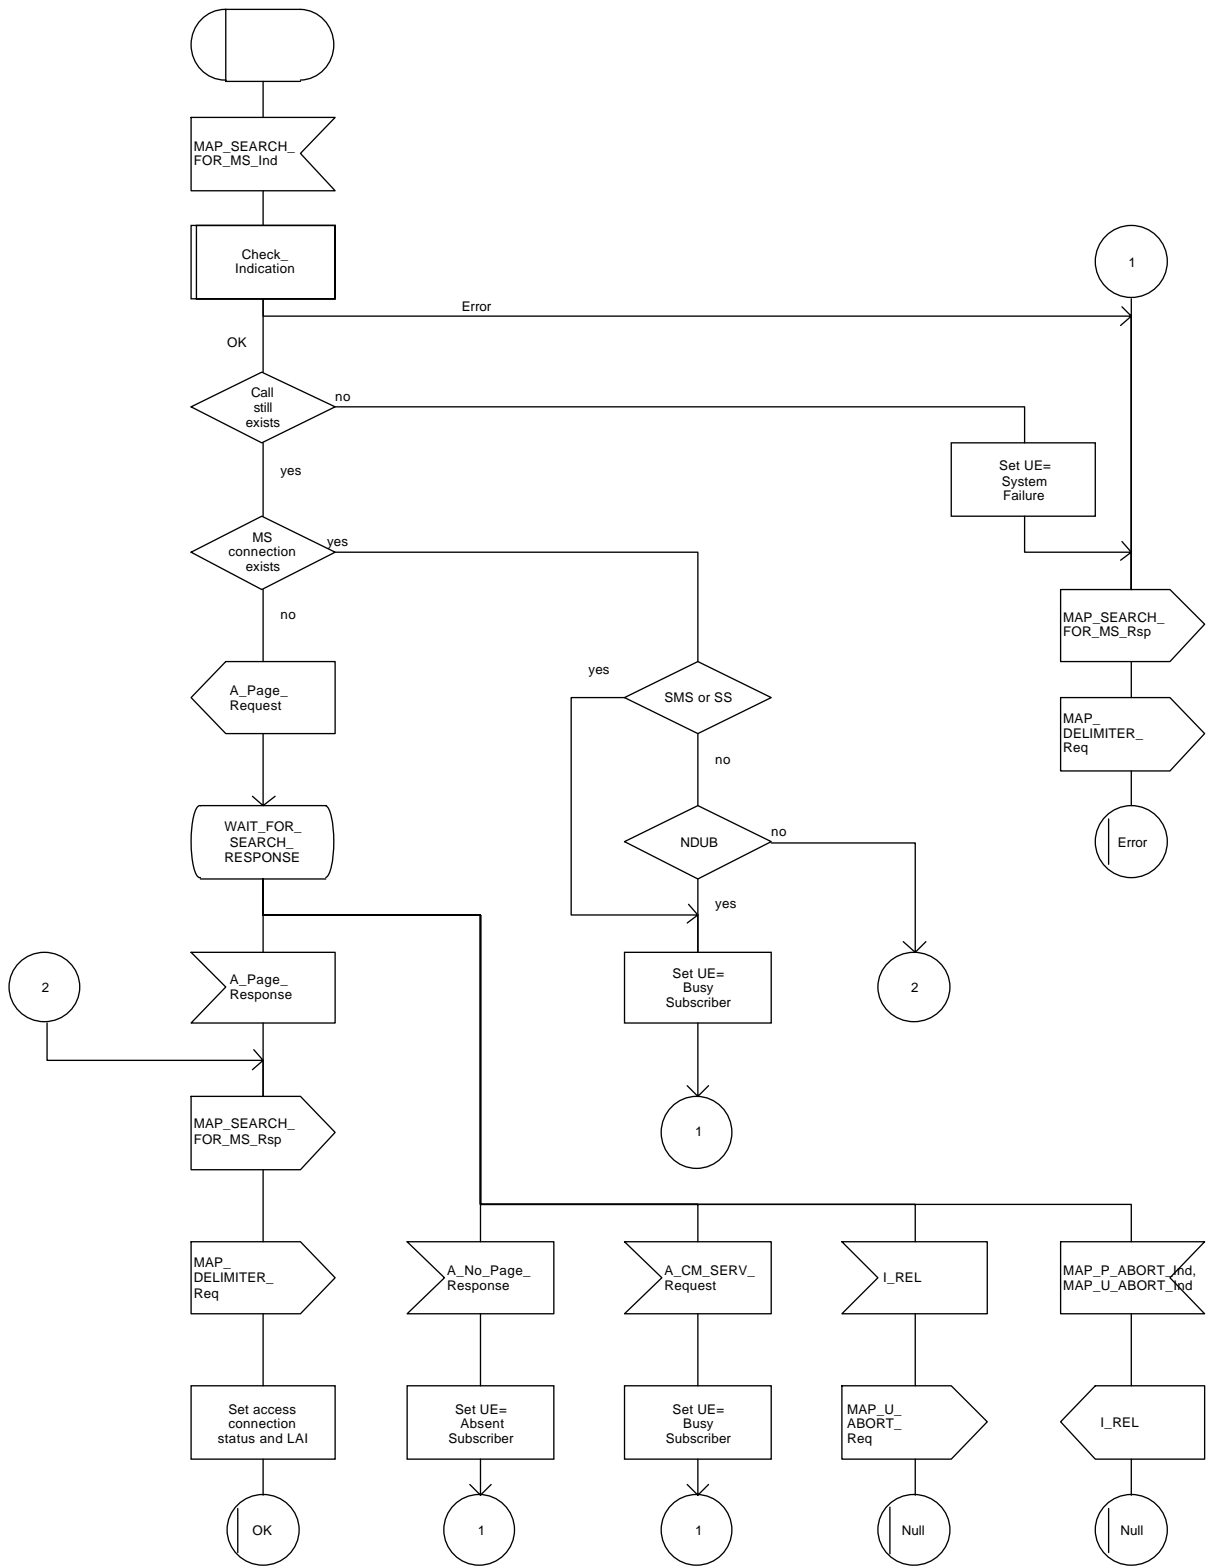 MAP_SEARCH_
FOR_MS_Ind
Check_
Indication
1
Error
OK
Call
still
exists
no
Set UE=
System
Failure
yes
MS
connection
exists
yes
no
MAP_SEARCH_
FOR_MS_Rsp
yes
SMS or SS
A_Page_
Request
MAP_
DELIMITER_
Req
no
WAIT_FOR_
SEARCH_
RESPONSE
NDUB
no
Error
yes
2
A_Page_
Response
Set UE=
Busy
Subscriber
2
MAP_SEARCH_
FOR_MS_Rsp
1
MAP_
DELIMITER_
Req
A_No_Page_
Response
A_CM_SERV_
Request
I_REL
MAP_P_ABORT_Ind,
MAP_U_ABORT_Ind
Set access
connection
status and LAI
Set UE=
Absent
Subscriber
Set UE=
Busy
Subscriber
MAP_U_
ABORT_
Req
I_REL
OK
1
1
Null
Null